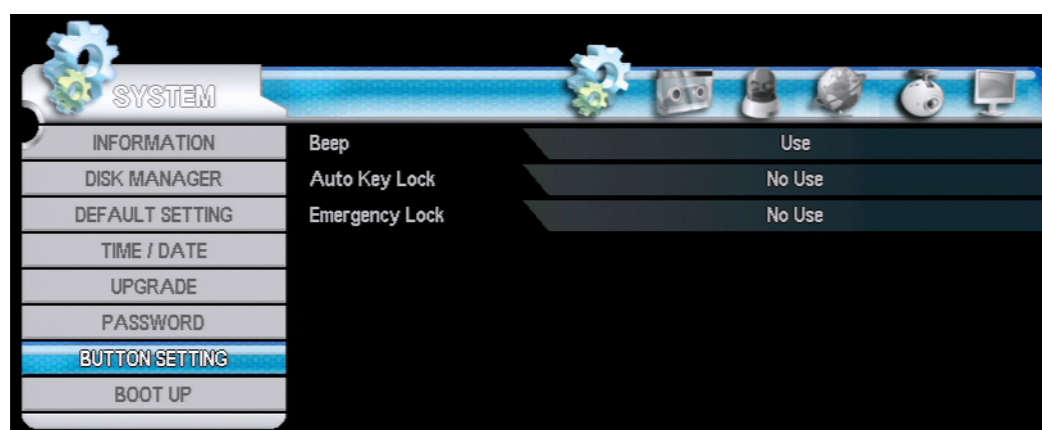 SYSTEM
INFORMATION
DISK MANAGER
DEFAULT SETTING
TIME / DATE
UPGRADE
PASSWORD
BUTTON SETTING
BOOT UP
Beep Use
Auto Key Lock No Use
Emergency Lock No Use